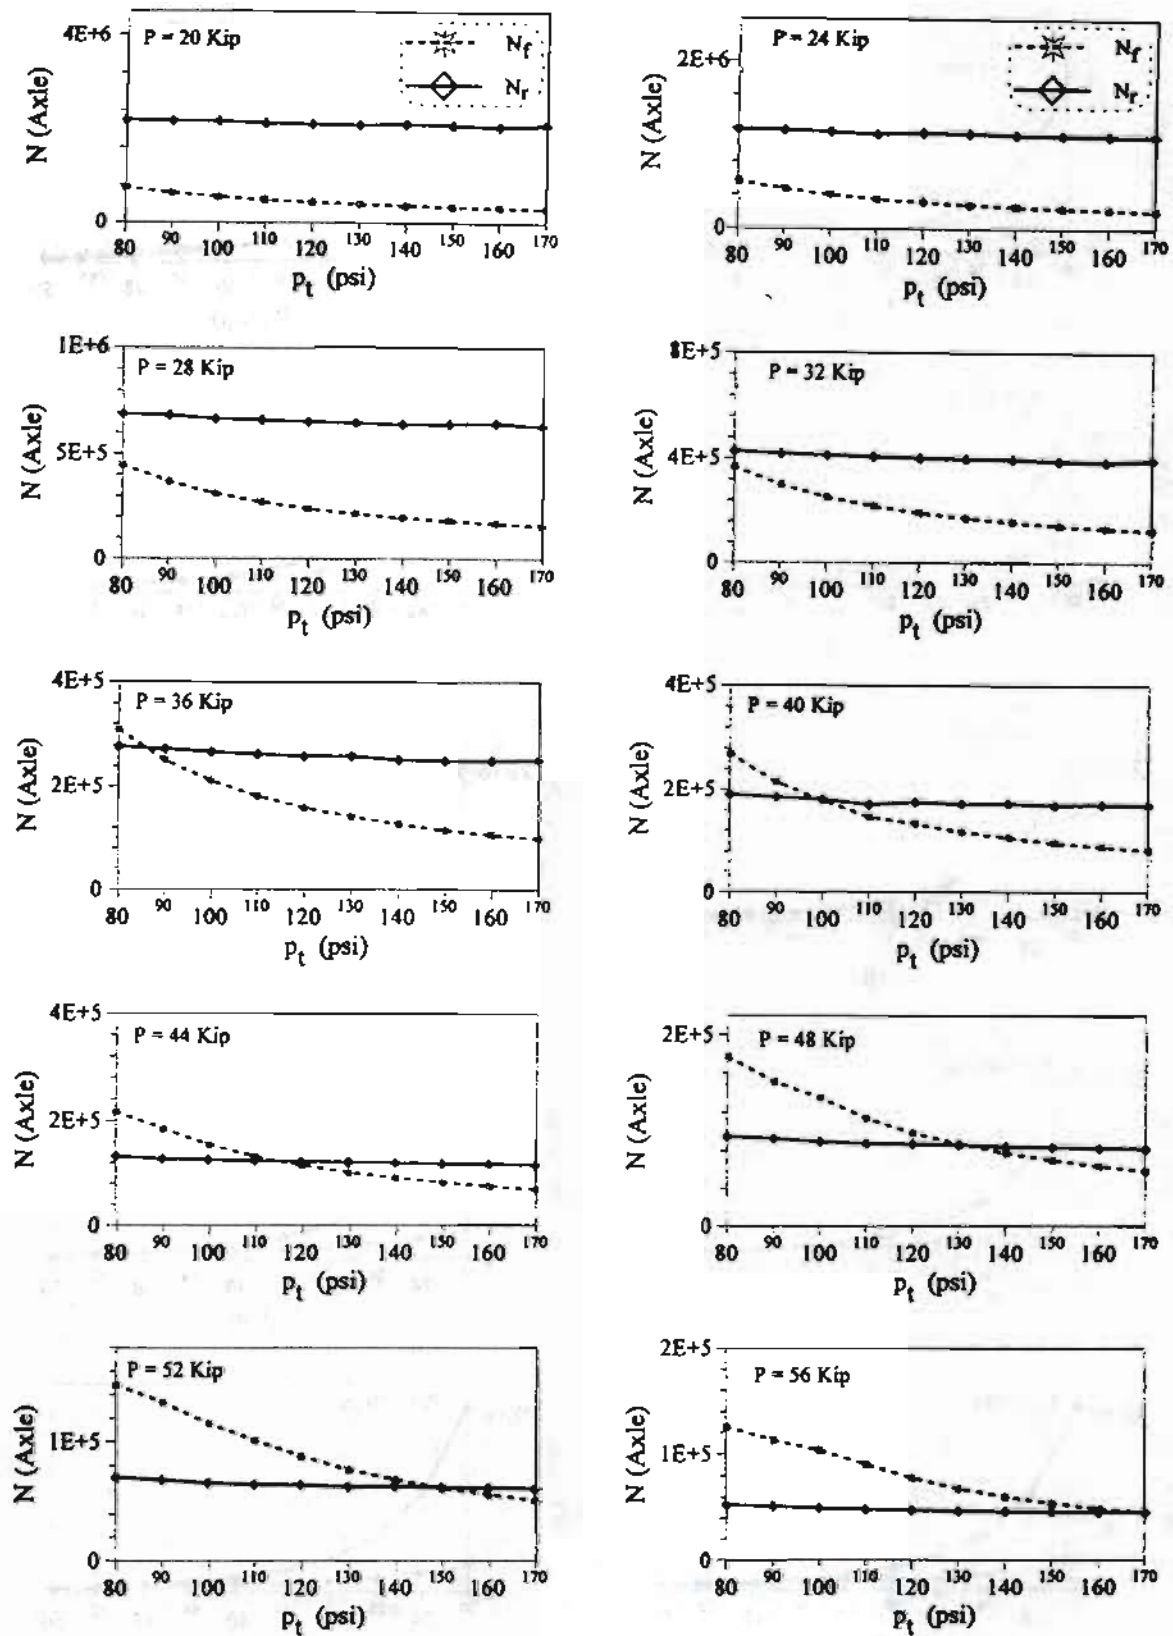 P = 20 Kip
N_f
N_r
4E+6
0
N (Axle)
80 90 100 110 120 130 140 150 160 170
p_t (psi)
P = 24 Kip
N_f
N_r
2E+6
0
N (Axle)
80 90 100 110 120 130 140 150 160 170
p_t (psi)
P = 28 Kip
1E+6
5E+5
0
N (Axle)
80 90 100 110 120 130 140 150 160 170
p_t (psi)
P = 32 Kip
8E+5
4E+5
0
N (Axle)
80 90 100 110 120 130 140 150 160 170
p_t (psi)
P = 36 Kip
4E+5
2E+5
0
N (Axle)
80 90 100 110 120 130 140 150 160 170
p_t (psi)
P = 40 Kip
4E+5
2E+5
0
N (Axle)
80 90 100 110 120 130 140 150 160 170
p_t (psi)
P = 44 Kip
4E+5
2E+5
0
N (Axle)
80 90 100 110 120 130 140 150 160 170
p_t (psi)
P = 48 Kip
2E+5
0
N (Axle)
80 90 100 110 120 130 140 150 160 170
p_t (psi)
P = 52 Kip
1E+5
0
N (Axle)
80 90 100 110 120 130 140 150 160 170
p_t (psi)
P = 56 Kip
2E+5
1E+5
0
N (Axle)
80 90 100 110 120 130 140 150 160 170
p_t (psi)